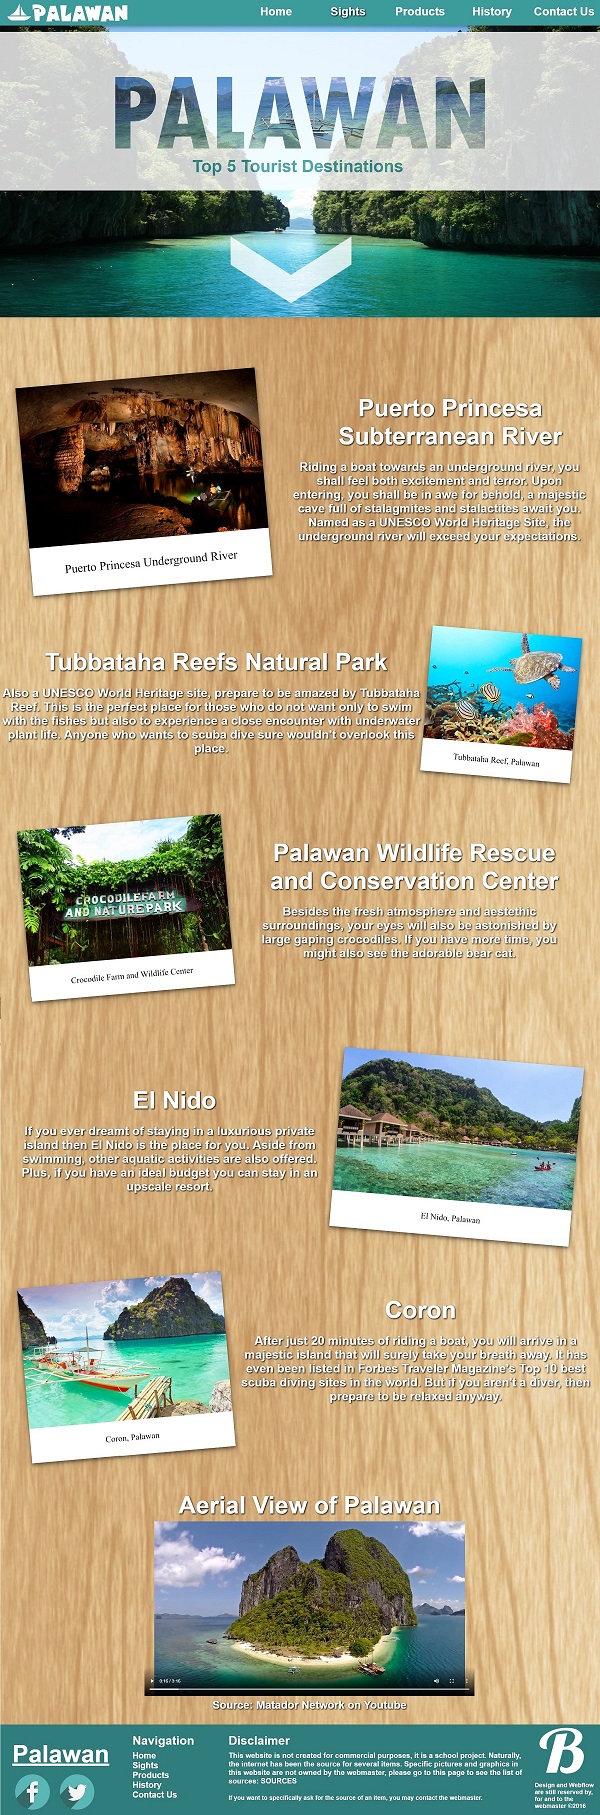 PALAWAN
Home Sights Products History Contact Us
PALAWAN
Top 5 Tourist Destinations
Puerto Princesa Underground River
Puerto Princesa
Subterranean River
Riding a boat towards an underground river, you
shall feel both excitement and terror. Upon
entering, you shall be in awe for behold, a majestic
cave full of stalagmites and stalactites await you.
Named as a UNESCO World Heritage Site, the
underground river will exceed your expectations.
Tubbataha Reefs Natural Park
Also a UNESCO World Heritage site, prepare to be amazed by Tubbataha
Reef. This is the perfect place for those who do not want only to swim
with the fishes but also to experience a close encounter with underwater
plant life. Anyone who wants to scuba dive sure wouldn't overlook this
place.
Tubbataha Reef, Palawan
CROCODILE FARM
AND NATURE PARK
Crocodile Farm and Wildlife Center
Palawan Wildlife Rescue
and Conservation Center
Besides the fresh atmosphere and aestethic
surroundings, your eyes will also be astonished by
large gaping crocodiles. If you have more time, you
might also see the adorable bear cat.
El Nido
If you ever dreamt of staying in a luxurious private
island then El Nido is the place for you. Aside from
swimming, other aquatic activities are also offered.
Plus, if you have an ideal budget you can stay in an
upscale resort.
El Nido, Palawan
Coron, Palawan
Coron
After just 20 minutes of riding a boat, you will arrive in a
majestic island that will surely take your breath away. It has
even been listed in Forbes Traveler Magazine's Top 10 best
scuba diving sites in the world. But if you aren't a diver, then
prepare to be relaxed anyway.
Aerial View of Palawan
0:15 / 3:15
Source: Matador Network on Youtube
Palawan
Navigation
Home
Sights
Products
History
Contact Us
Disclaimer
This website is not created for commercial purposes, it is a school project. Naturally,
the internet has been the source for several items. Specific pictures and graphics in
this website are not owned by the webmaster, please go to this page to see the list of
sources: SOURCES
If you want to specifically ask for the source of an item, you may contact the webmaster.
B
Design and Webflow
are still reserved by,
for and to the
webmaster ©2016